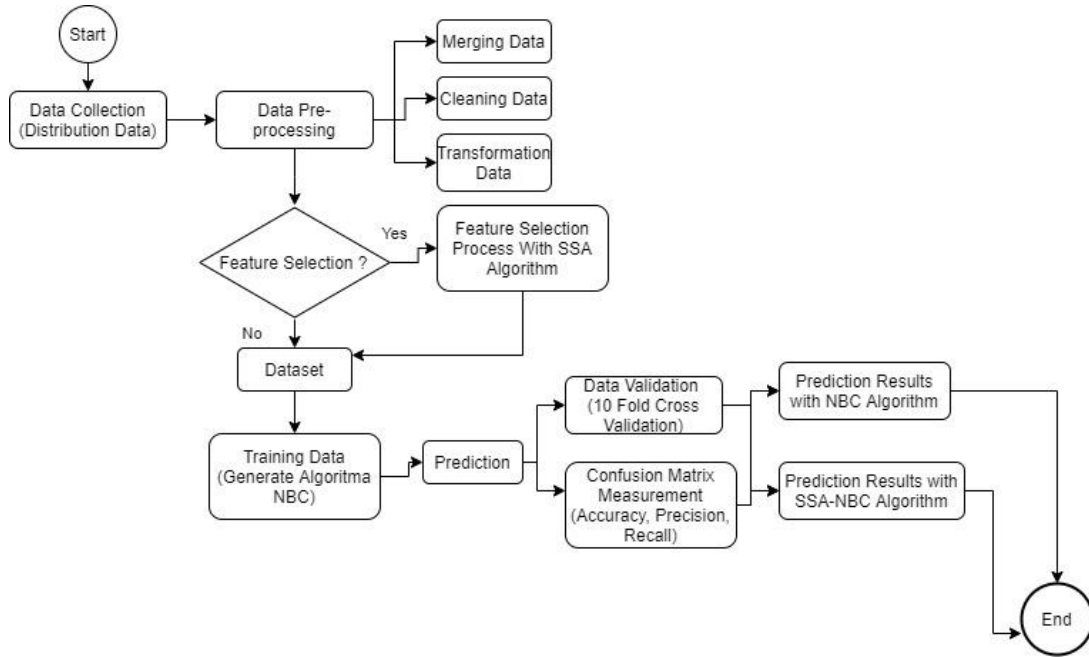 Start
Merging Data
Data Collection
(Distribution Data)
Data Pre-
processing
Cleaning Data
Transformation
Data
Feature Selection ?
Yes
Feature Selection
Process With SSA
Algorithm
No
Dataset
Training Data
(Generate Algoritma
NBC)
Prediction
Data Validation
(10 Fold Cross
Validation)
Confusion Matrix
Measurement
(Accuracy, Precision,
Recall)
Prediction Results
with NBC Algorithm
Prediction Results with
SSA-NBC Algorithm
End